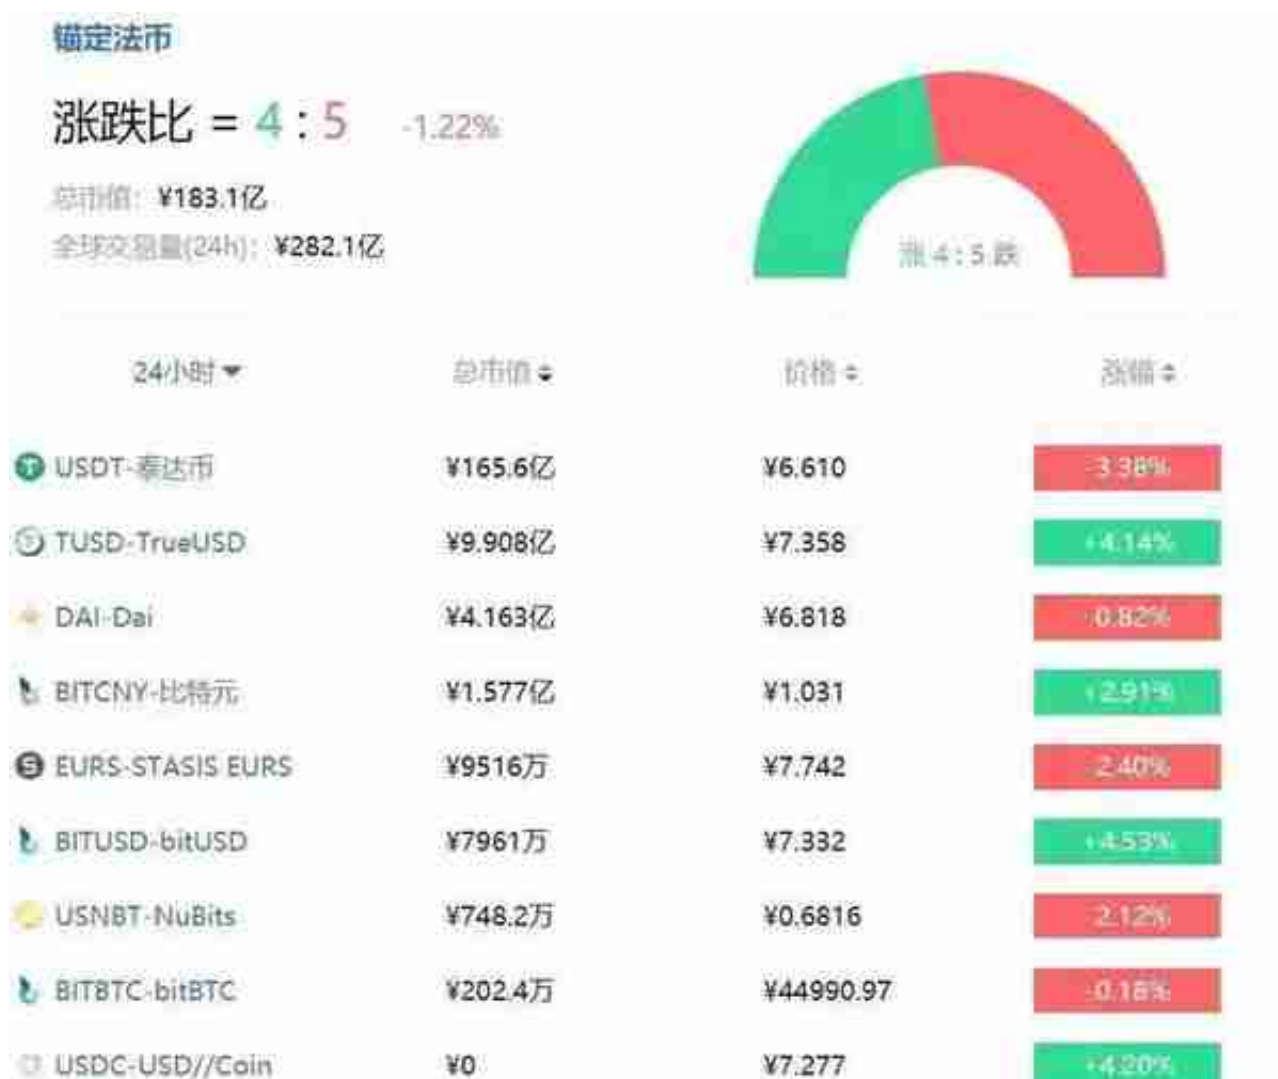 锚定法币
涨跌比 = 4 : 5 -1.22%
总市值: ¥183.1亿
全球交易量(24h): ¥282.1亿
涨 4 : 5 跌
24小时 总市值 价格 涨幅
USDT-泰达币 ¥165.6亿 ¥6.610 -3.38%
TUSD-TrueUSD ¥9.908亿 ¥7.358 +4.14%
DAI-Dai ¥4.163亿 ¥6.818 -0.82%
BITCNY-比特元 ¥1.577亿 ¥1.031 +2.91%
EURS-STASIS EURS ¥9516万 ¥7.742 -2.40%
BITUSD-bitUSD ¥7961万 ¥7.332 +4.53%
USNBT-NuBits ¥748.2万 ¥0.6816 -2.12%
BITBTC-bitBTC ¥202.4万 ¥44990.97 -0.18%
USDC-USD//Coin ¥0 ¥7.277 +4.20%